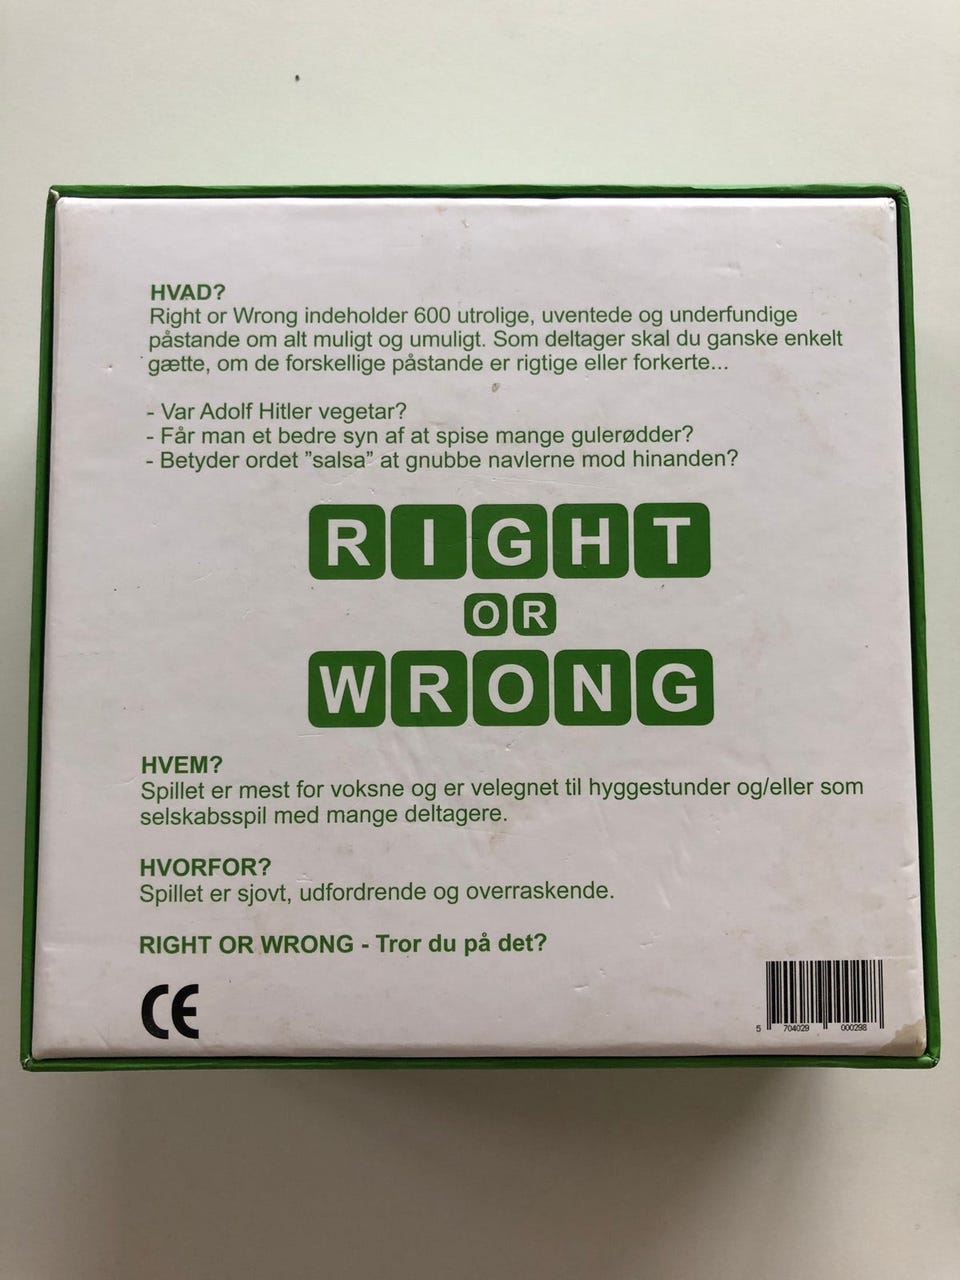 HVAD?
Right or Wrong indeholder 600 utrolige, uventede og underfundige
påstande om alt muligt og umuligt. Som deltager skal du ganske enkelt
gætte, om de forskellige påstande er rigtige eller forkerte...
- Var Adolf Hitler vegetar?
- Får man et bedre syn af at spise mange gulerødder?
- Betyder ordet ”salsa” at gnubbe navlerne mod hinanden?
RIGHT
OR
WRONG
HVEM?
Spillet er mest for voksne og er velegnet til hyggestunder og/eller som
selskabsspil med mange deltagere.
HVORFOR?
Spillet er sjovt, udfordrende og overraskende.
RIGHT OR WRONG - Tror du på det?
CE
5 704029 000298